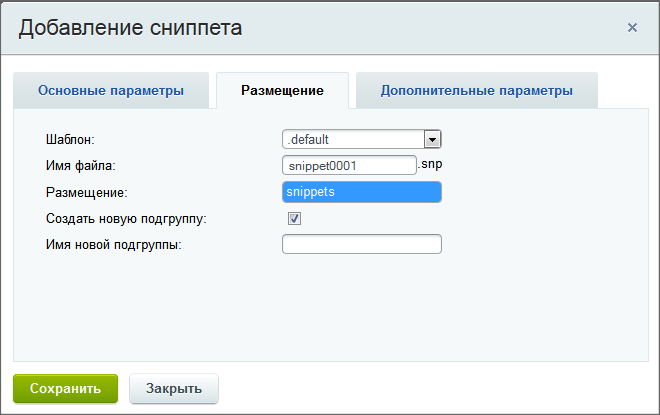 Добавление сниппета
Основные параметры Размещение Дополнительные параметры
Шаблон: .default
Имя файла: snippet0001 .snp
Размещение: snippets
Создать новую подгруппу:
Имя новой подгруппы:
Сохранить Закрыть